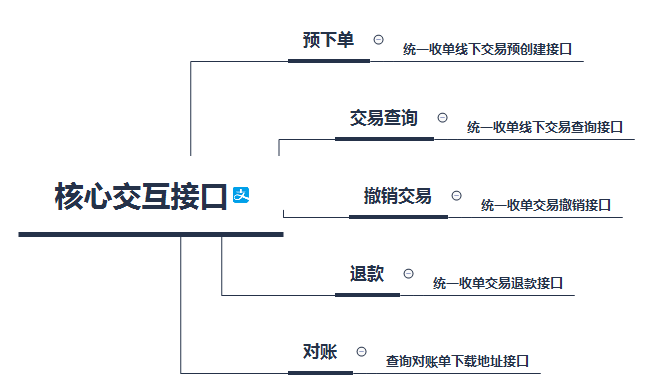 预下单
统一收单线下交易预创建接口
交易查询
统一收单线下交易查询接口
核心交互接口
撤销交易
统一收单交易撤销接口
退款
统一收单交易退款接口
对账
查询对账单下载地址接口